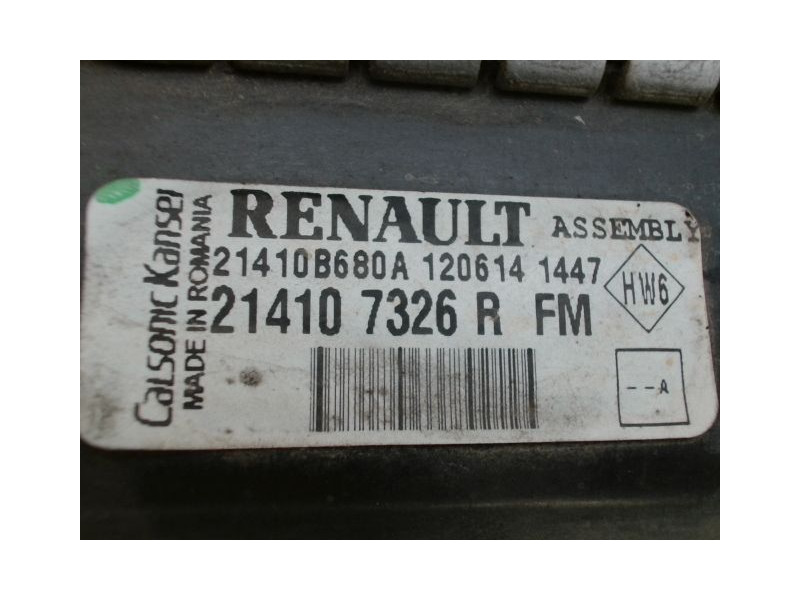 RENAULT ASSEMBLY
21410B680A 120614 1447
21410 7326 R FM
HW6
--A
Calsonic Kansei
MADE IN ROMANIA